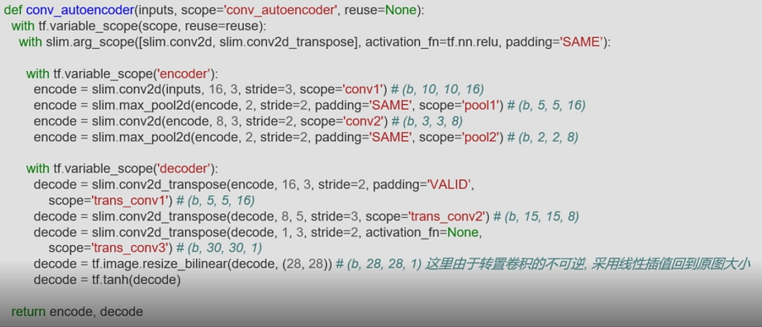 def conv_autoencoder(inputs, scope='conv_autoencoder', reuse=None):
with tf.variable_scope(scope, reuse=reuse):
with slim.arg_scope([slim.conv2d, slim.conv2d_transpose], activation_fn=tf.nn.relu, padding='SAME’):
with tf.variable_scope('encoder’):
encode = slim.conv2d(inputs, 16, 3, stride=3, scope='conv1') # (b, 10, 10, 16)
encode = slim.max_pool2d(encode, 2, stride=2, padding='SAME', scope='pool1') # (b, 5, 5, 16)
encode = slim.conv2d(encode, 8, 3, stride=2, scope='conv2') # (b, 3, 3, 8)
encode = slim.max_pool2d(encode, 2, stride=2, padding='SAME', scope='pool2') # (b, 2, 2, 8)
with tf.variable_scope('decoder’):
decode = slim.conv2d_transpose(encode, 16, 3, stride=2, padding='VALID’,
scope='trans_conv1') # (b, 5, 5, 16)
decode = slim.conv2d_transpose(decode, 8, 5, stride=3, scope='trans_conv2') # (b, 15, 15, 8)
decode = slim.conv2d_transpose(decode, 1, 3, stride=2, activation_fn=None,
scope='trans_conv3') # (b, 30, 30, 1)
decode = tf.image.resize_bilinear(decode, (28, 28)) # (b, 28, 28, 1) 这里由于转置卷积的不可逆, 采用线性插值回到原图大小
decode = tf.tanh(decode)
return encode, decode